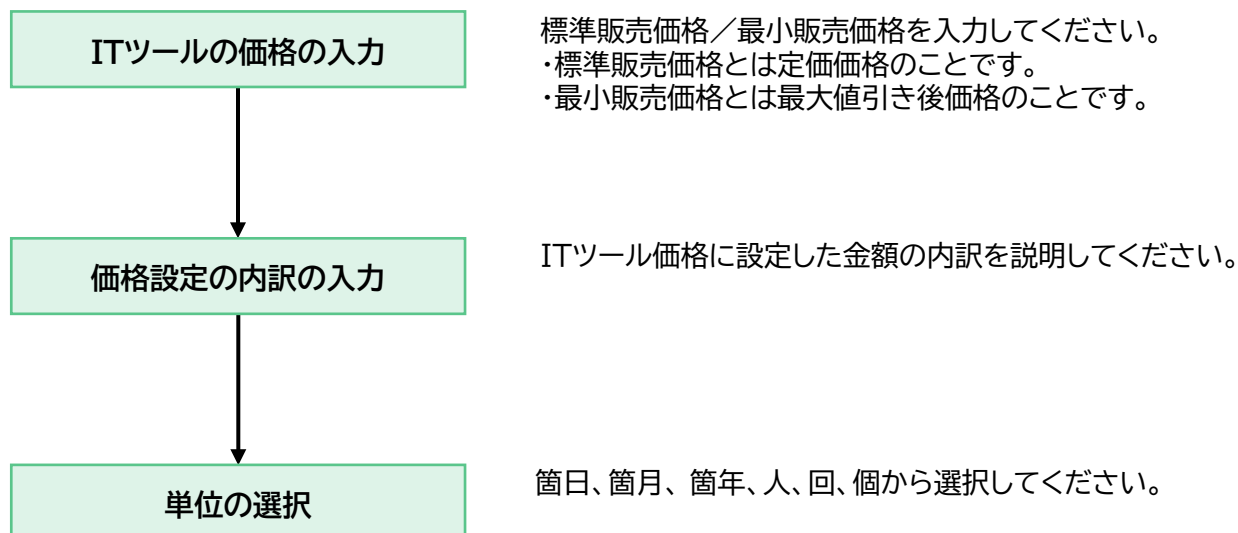 ITツールの価格の入力
標準販売価格／最小販売価格を入力してください。
・標準販売価格とは定価価格のことです。
・最小販売価格とは最大値引き後価格のことです。
価格設定の内訳の入力
ITツール価格に設定した金額の内訳を説明してください。
単位の選択
箇日、箇月、箇年、人、回、個から選択してください。